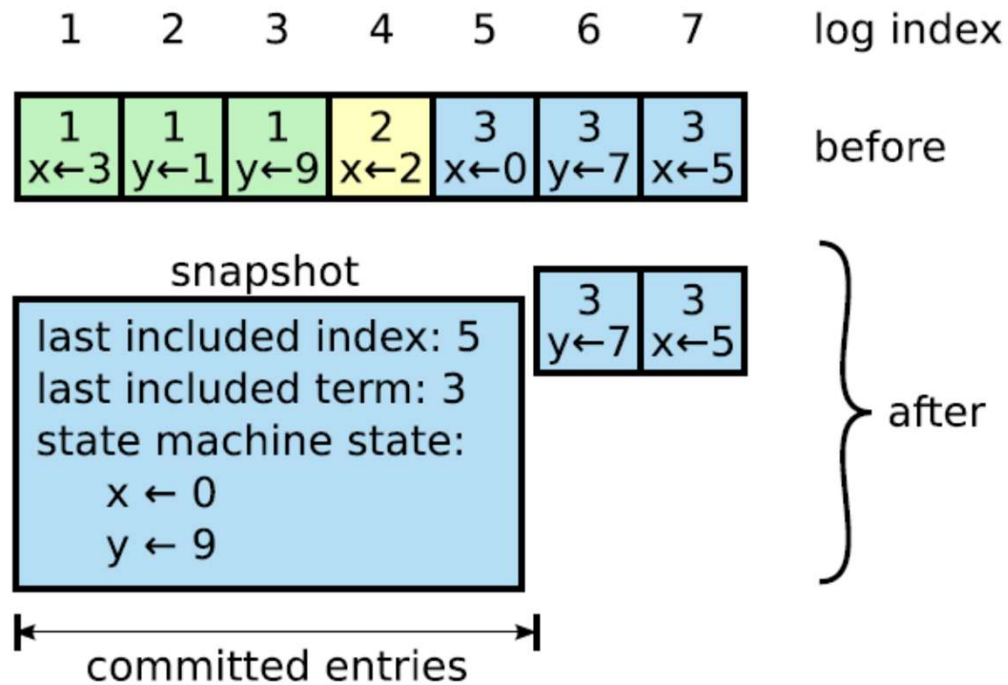 1 2 3 4 5 6 7 log index
1 1 1 2 3 3 3
x←3 y←1 y←9 x←2 x←0 y←7 x←5
before
snapshot
last included index: 5
last included term: 3
state machine state:
x ← 0
y ← 9
3 3
y←7 x←5
after
committed entries